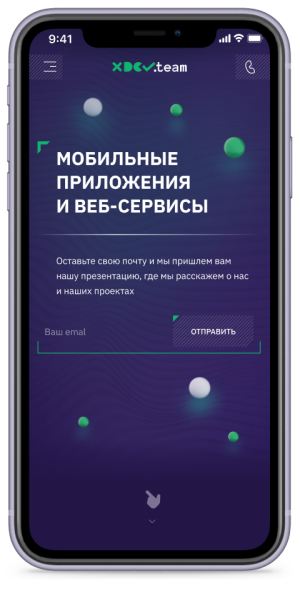 9:41
XDEV.team
МОБИЛЬНЫЕ
ПРИЛОЖЕНИЯ
И ВЕБ-СЕРВИСЫ
Оставьте свою почту и мы пришлем вам
нашу презентацию, где мы расскажем о нас
и наших проектах
Ваш emal
ОТПРАВИТЬ